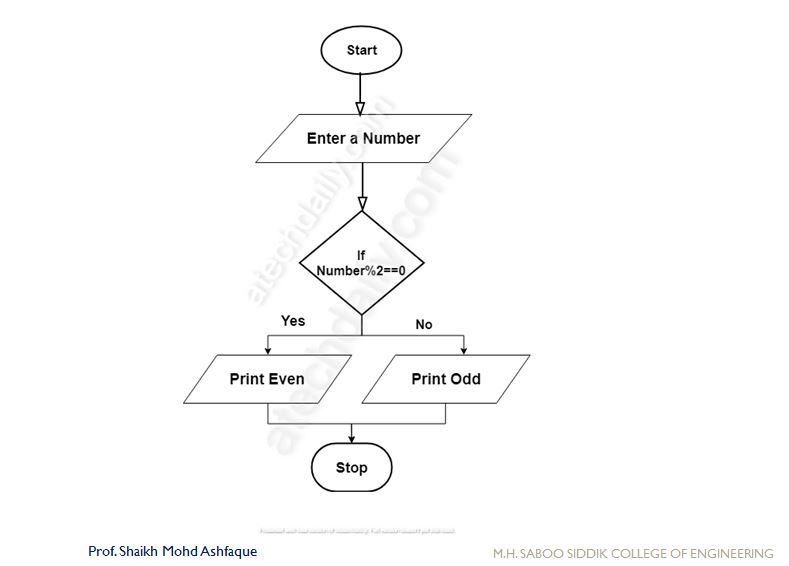 Start
Enter a Number
If
Number%2==0
Yes
No
Print Even
Print Odd
Stop
atechdaily.com
atechdaily.com
Prof. Shaikh Mohd Ashfaque
M.H. SABOO SIDDIK COLLEGE OF ENGINEERING